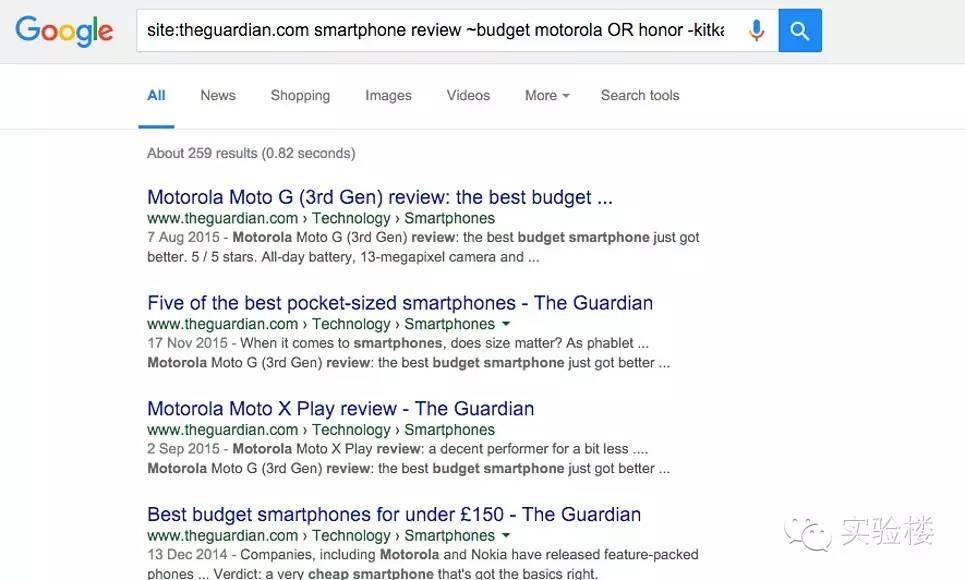 Google
site:theguardian.com smartphone review ~budget motorola OR honor -kitka
All News Shopping Images Videos More Search tools
About 259 results (0.82 seconds)
Motorola Moto G (3rd Gen) review: the best budget ...
www.theguardian.com › Technology › Smartphones
7 Aug 2015 - Motorola Moto G (3rd Gen) review: the best budget smartphone just got
better. 5 / 5 stars. All-day battery, 13-megapixel camera and ...
Five of the best pocket-sized smartphones - The Guardian
www.theguardian.com › Technology › Smartphones
17 Nov 2015 - When it comes to smartphones, does size matter? As phablet ...
Motorola Moto G (3rd Gen) review: the best budget smartphone just got better ...
Motorola Moto X Play review - The Guardian
www.theguardian.com › Technology › Smartphones
2 Sep 2015 - Motorola Moto X Play review: a decent performer for a bit less ....
Motorola Moto G (3rd Gen) review: the best budget smartphone just got better ...
Best budget smartphones for under £150 - The Guardian
www.theguardian.com › Technology › Smartphones
13 Dec 2014 - Companies, including Motorola and Nokia have released feature-packed
phones ... Verdict: a very cheap smartphone that's got the basics right.
实验楼